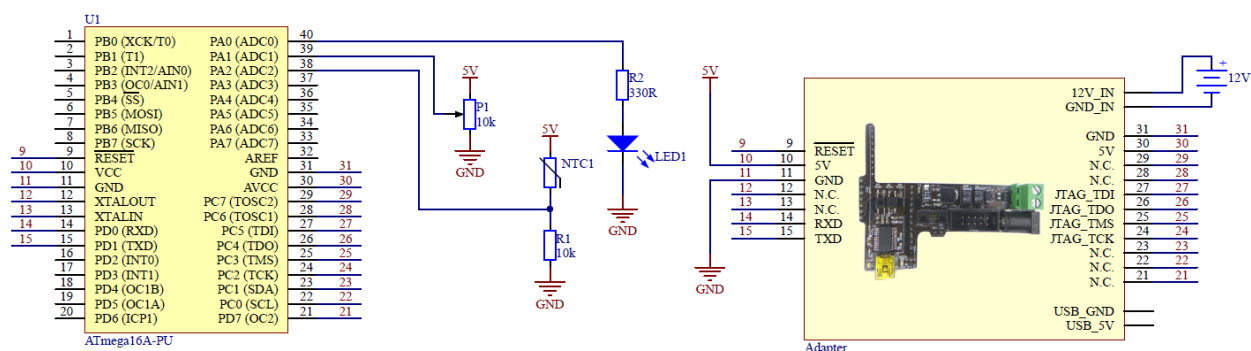 U1
1 PB0 (XCK/T0) PA0 (ADC0) 40
2 PB1 (T1) PA1 (ADC1) 39
3 PB2 (INT2/AIN0) PA2 (ADC2) 38
4 PB3 (OC0/AIN1) PA3 (ADC3) 37
5 PB4 (SS) PA4 (ADC4) 36
6 PB5 (MOSI) PA5 (ADC5) 35
7 PB6 (MISO) PA6 (ADC6) 34
8 PB7 (SCK) PA7 (ADC7) 33
9 9 RESET AREF 32
10 10 VCC GND 31 31
11 11 GND AVCC 30 30
12 12 XTALOUT PC7 (TOSC2) 29 29
13 13 XTALIN PC6 (TOSC1) 28 28
14 14 PD0 (RXD) PC5 (TDI) 27 27
15 15 PD1 (TXD) PC4 (TDO) 26 26
16 PD2 (INT0) PC3 (TMS) 25 25
17 PD3 (INT1) PC2 (TCK) 24 24
18 PD4 (OC1B) PC1 (SDA) 23 23
19 PD5 (OC1A) PC0 (SCL) 22 22
20 PD6 (ICP1) PD7 (OC2) 21 21
ATmega16A-PU
5V
P1
10k
GND
5V
NTC1
R1
10k
GND
R2
330R
LED1
GND
5V
GND
+
12V
12V_IN
GND_IN
GND 31 31
9 9 RESET 5V 30 30
10 10 5V N.C. 29 29
11 11 GND N.C. 28 28
12 12 N.C. JTAG_TDI 27 27
13 13 N.C. JTAG_TDO 26 26
14 14 RXD JTAG_TMS 25 25
15 15 TXD JTAG_TCK 24 24
N.C. 23 23
N.C. 22 22
N.C. 21 21
USB_GND
USB_5V
Adapter